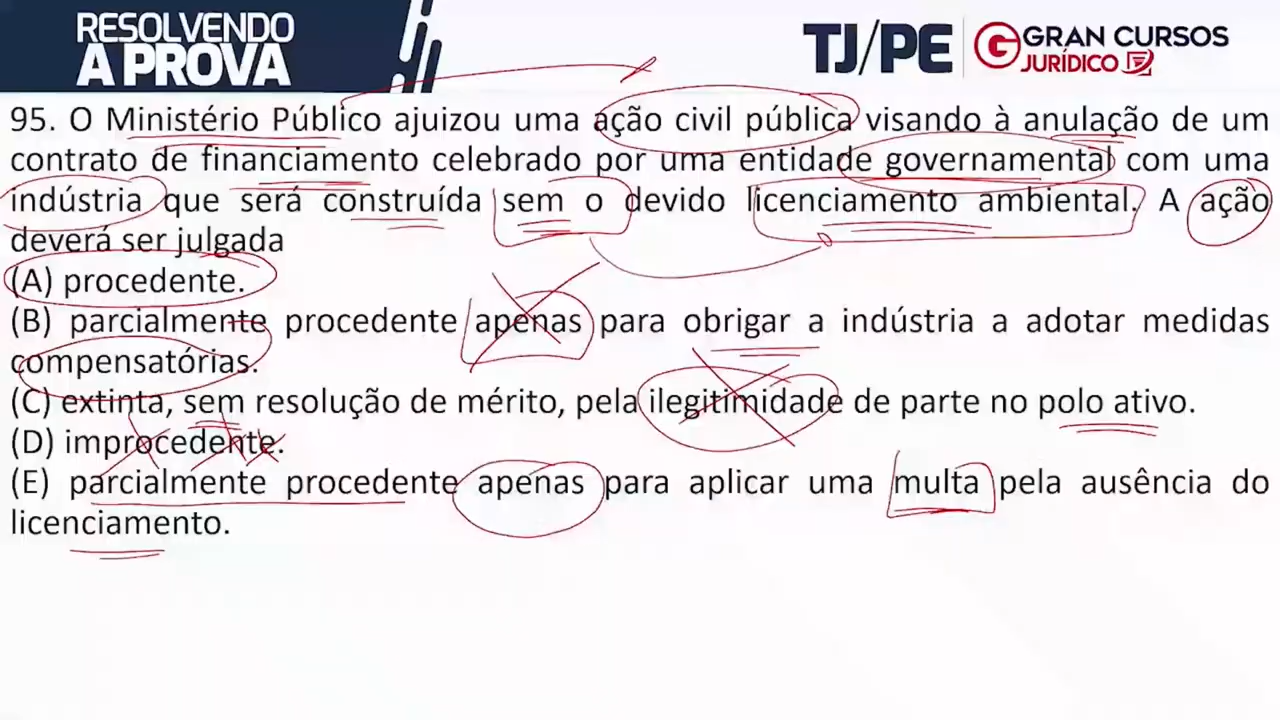 RESOLVENDO
A PROVA
TJ/PE
GRAN CURSOS
JURÍDICO
95. O Ministério Público ajuizou uma ação civil pública visando à anulação de um
contrato de financiamento celebrado por uma entidade governamental com uma
indústria que será construída sem o devido licenciamento ambiental. A ação
deverá ser julgada
(A) procedente.
(B) parcialmente procedente apenas para obrigar a indústria a adotar medidas
compensatórias.
(C) extinta, sem resolução de mérito, pela ilegitimidade de parte no polo ativo.
(D) improcedente.
(E) parcialmente procedente apenas para aplicar uma multa pela ausência do
licenciamento.